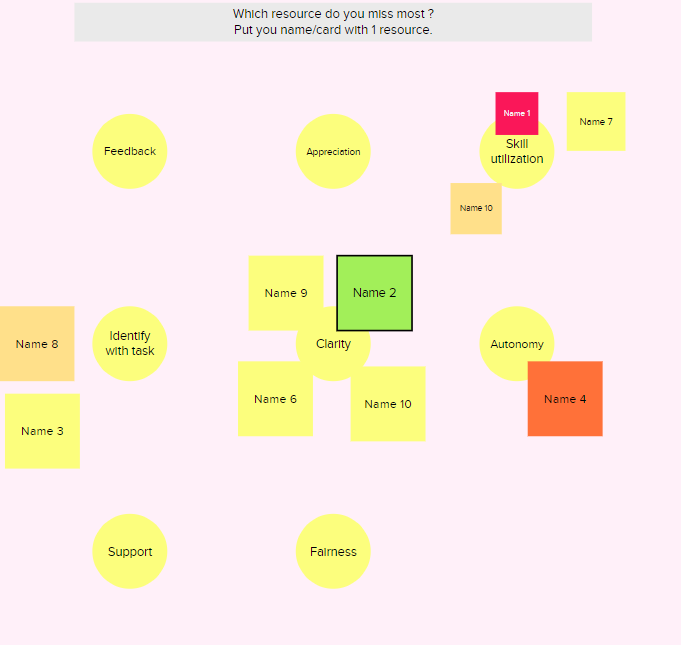 Which resource do you miss most ?
Put you name/card with 1 resource.
Name 1
Name 7
Feedback
Appreciation
Skill
utilization
Name 10
Name 9
Name 2
Name 8
Identify
with task
Clarity
Autonomy
Name 6
Name 10
Name 4
Name 3
Support
Fairness